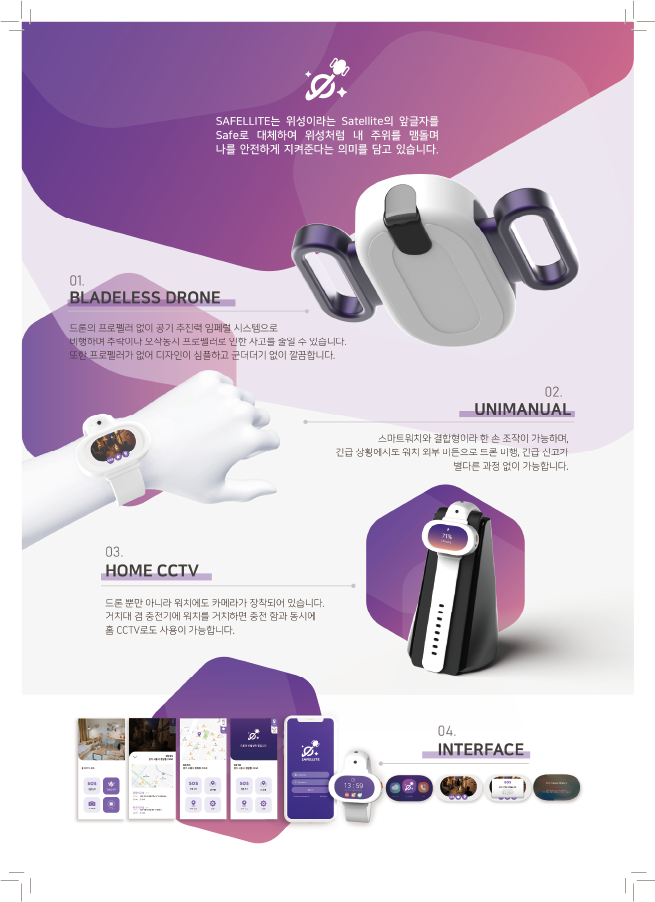 SAFELLITE는 위성이라는 Satellite의 앞글자를
Safe로 대체하여 위성처럼 내 주위를 맴돌며
나를 안전하게 지켜준다는 의미를 담고 있습니다.
01.
BLADELESS DRONE
드론의 프로펠러 없이 공기 추진력 임페럴 시스템으로
비행하며 추락이나 오작동시 프로펠러로 인한 사고를 줄일 수 있습니다.
또한 프로펠러가 없어 디자인이 심플하고 군더더기 없이 깔끔합니다.
02.
UNIMANUAL
스마트워치와 결합형이라 한 손 조작이 가능하며,
긴급 상황에서도 워치 외부 버튼으로 드론 비행, 긴급 신고가
별다른 과정 없이 가능합니다.
71%
03.
HOME CCTV
드론 뿐만 아니라 워치에도 카메라가 장착되어 있습니다.
거치대 겸 충전기에 워치를 거치하면 충전 함과 동시에
홈 CCTV로도 사용이 가능합니다.
04.
INTERFACE
SOS
SOS
SOS
SAFELLITE
13:59
SOS